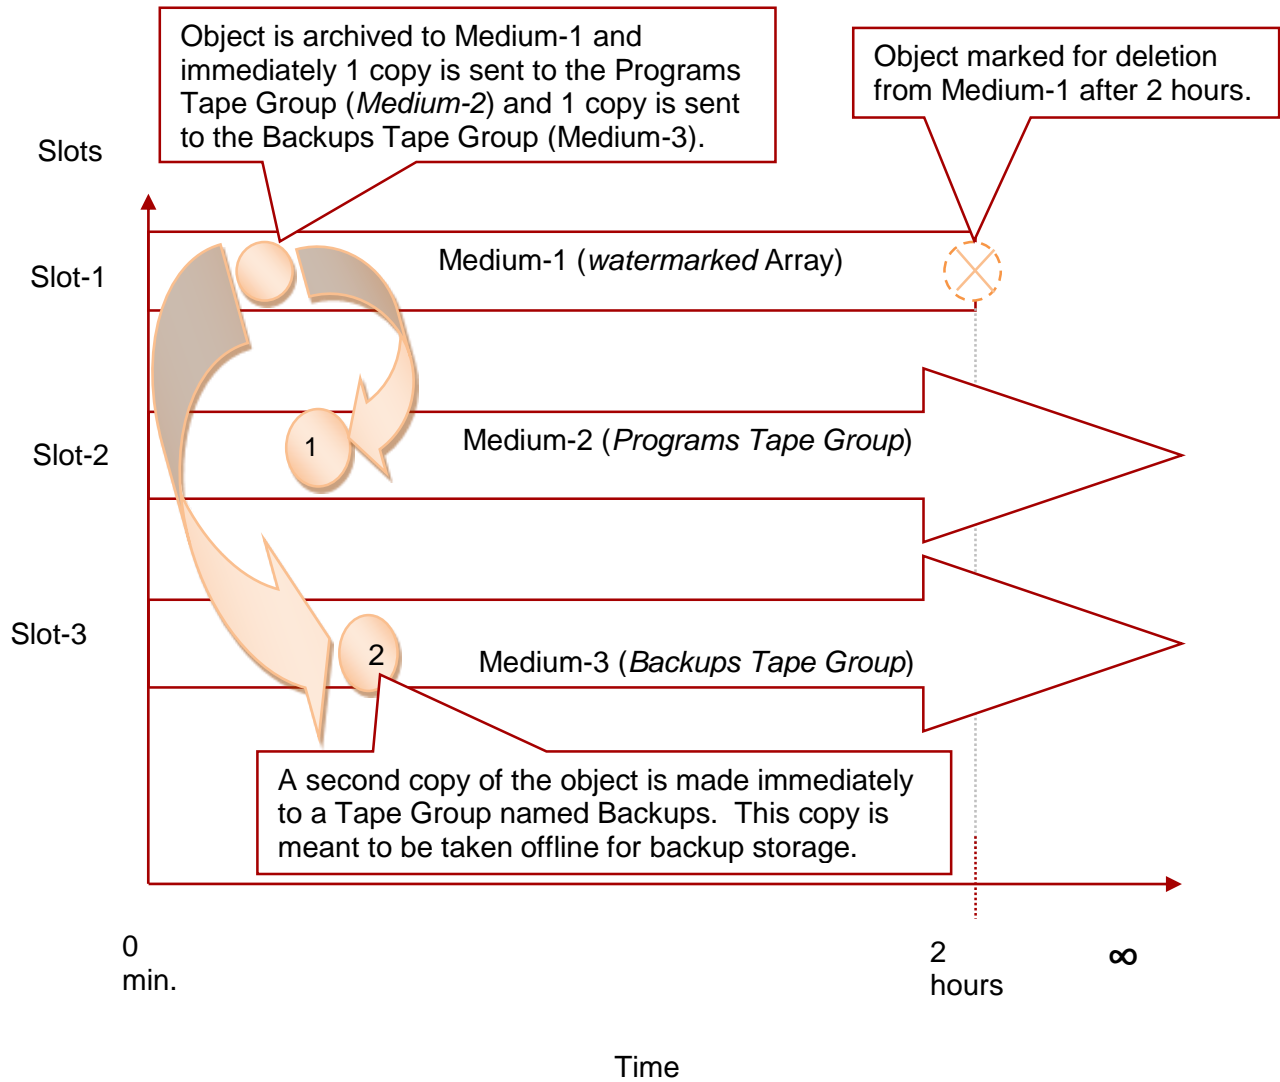 Object is archived to Medium-1 and
immediately 1 copy is sent to the Programs
Tape Group (Medium-2) and 1 copy is sent
to the Backups Tape Group (Medium-3).
Object marked for deletion
from Medium-1 after 2 hours.
Slots
Slot-1
Medium-1 (watermarked Array)
Slot-2
1
Medium-2 (Programs Tape Group)
Slot-3
2
Medium-3 (Backups Tape Group)
A second copy of the object is made immediately
to a Tape Group named Backups.  This copy is
meant to be taken offline for backup storage.
0
min.
2
hours
∞
Time